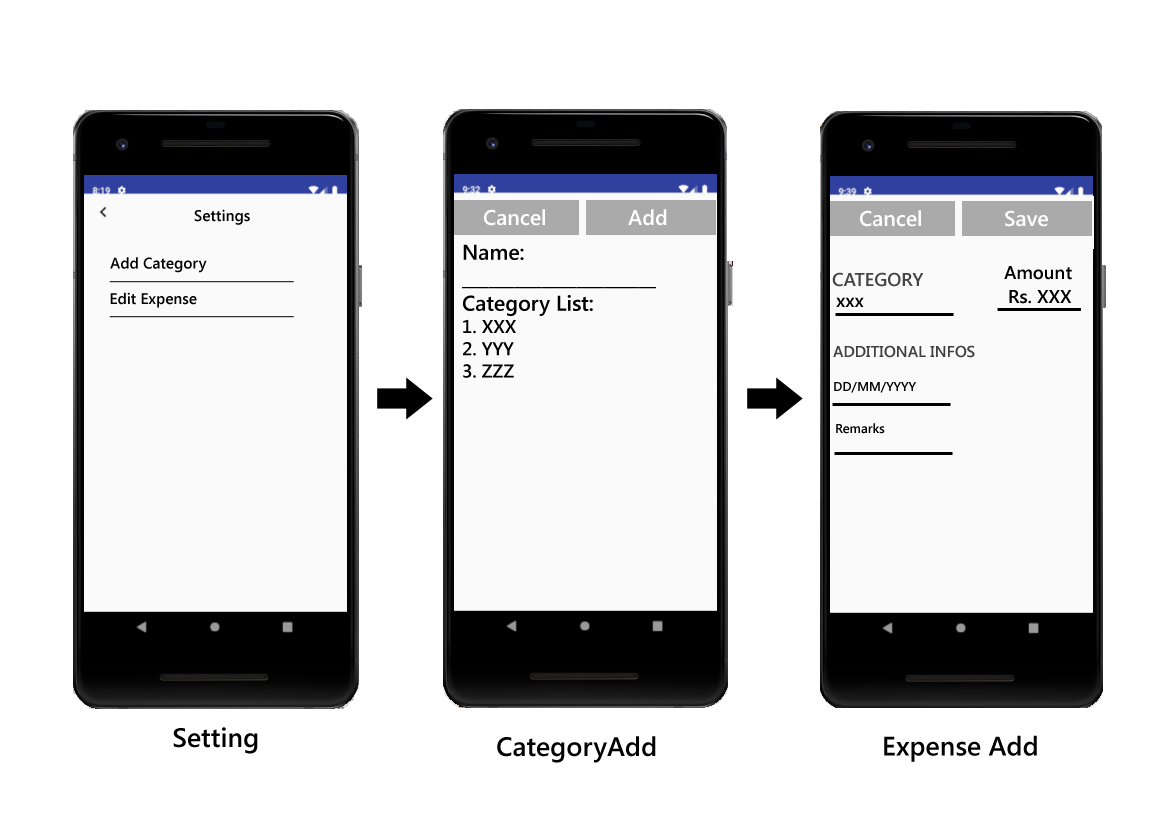 8:19
Settings
Add Category
Edit Expense
Setting
9:32
Cancel Add
Name:
Category List:
1. XXX
2. YYY
3. ZZZ
CategoryAdd
9:39
Cancel Save
CATEGORY
xxx
Amount
Rs. XXX
ADDITIONAL INFOS
DD/MM/YYYY
Remarks
Expense Add